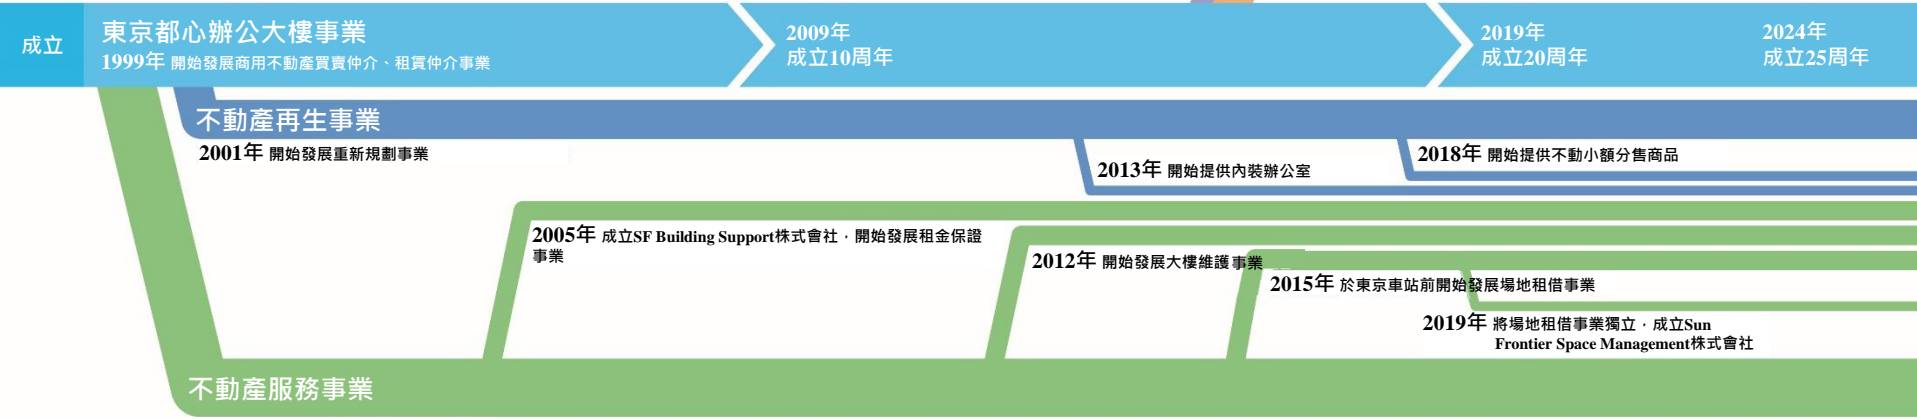 成立
東京都心辦公大樓事業
1999年 開始發展商用不動產買賣仲介、租賃仲介事業
2009年
成立10周年
2019年
成立20周年
2024年
成立25周年
不動產再生事業
2001年 開始發展重新規劃事業
2013年 開始提供內裝辦公室
2018年 開始提供不動小額分售商品
2005年 成立SF Building Support株式會社，開始發展租金保證
事業
2012年 開始發展大樓維護事業
2015年 於東京車站前開始發展場地租借事業
2019年 將場地租借事業獨立，成立Sun
Frontier Space Management株式會社
不動產服務事業